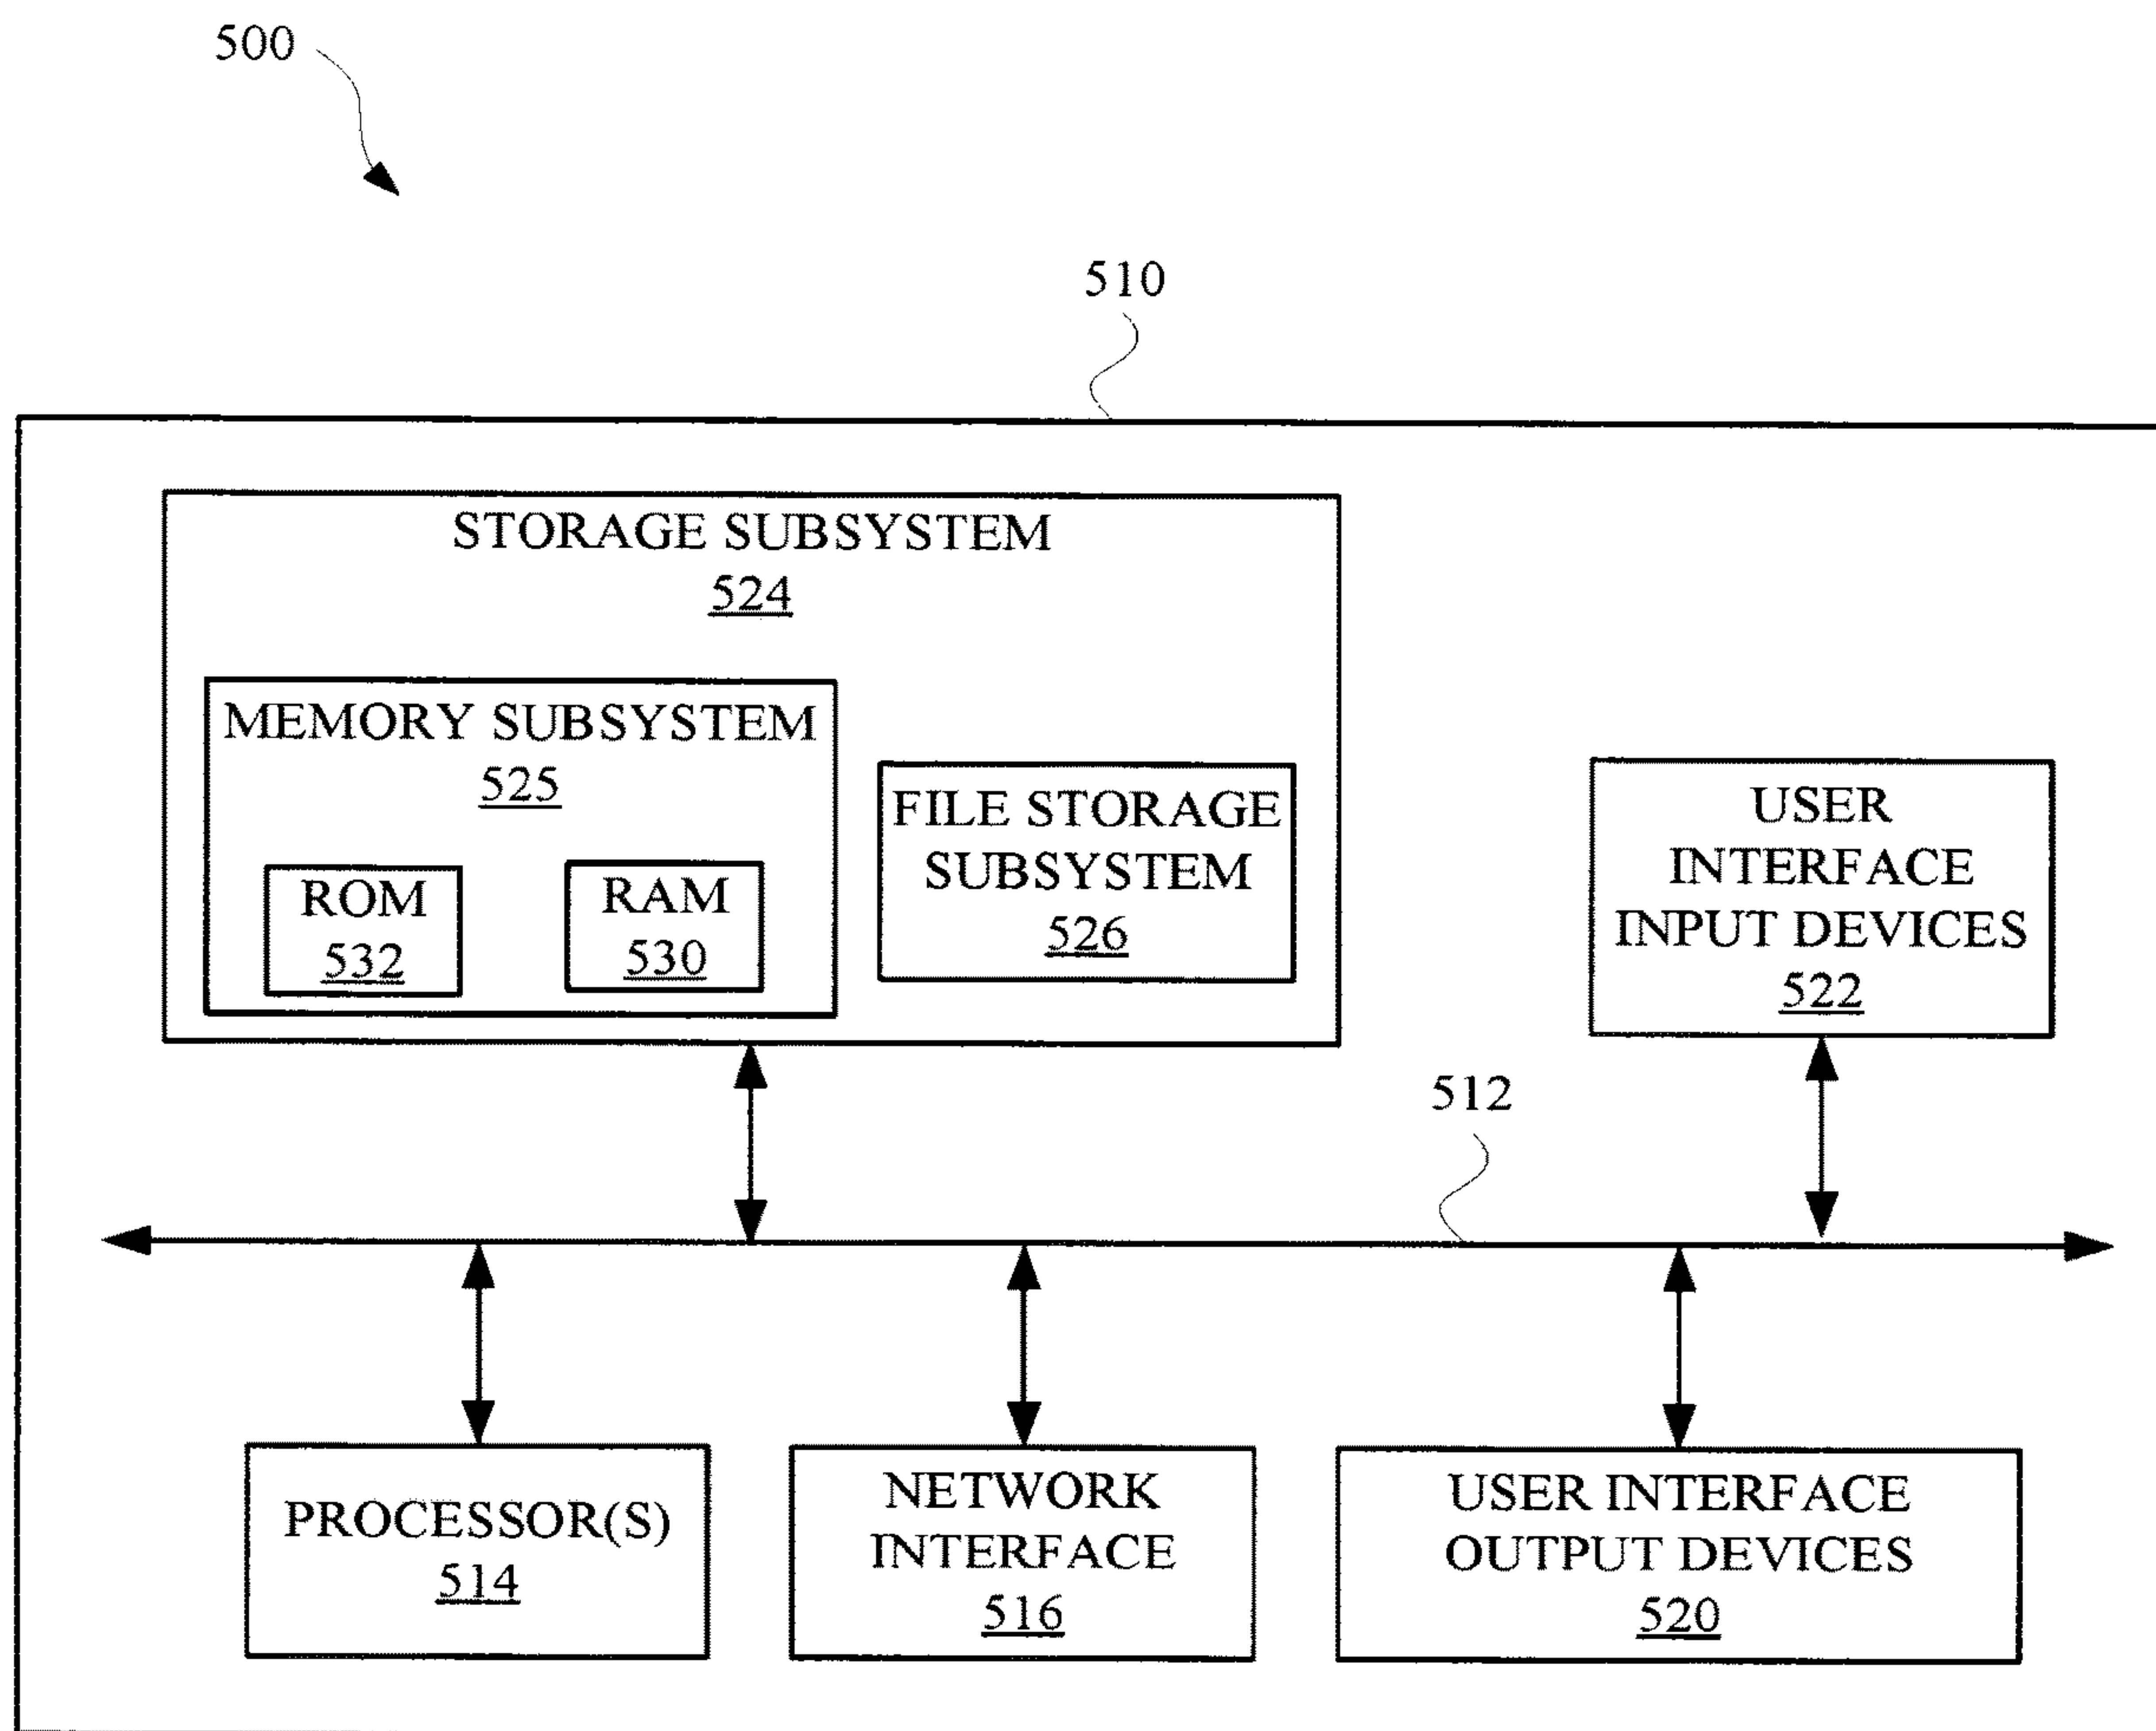 500
510
STORAGE SUBSYSTEM
524
MEMORY SUBSYSTEM
525
ROM
532
RAM
530
FILE STORAGE
SUBSYSTEM
526
USER
INTERFACE
INPUT DEVICES
522
512
PROCESSOR(S)
514
NETWORK
INTERFACE
516
USER INTERFACE
OUTPUT DEVICES
520